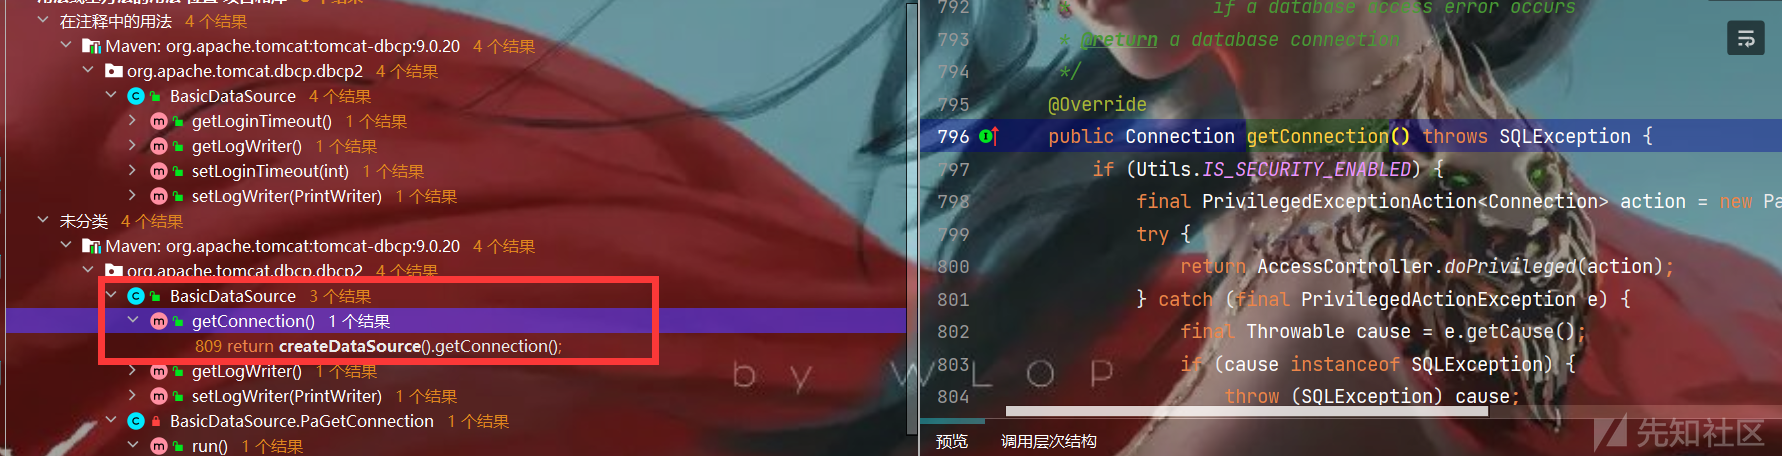 在注释中的用法 4 个结果
Maven: org.apache.tomcat:tomcat-dbcp:9.0.20 4 个结果
org.apache.tomcat.dbcp.dbcp2 4 个结果
BasicDataSource 4 个结果
getLoginTimeout() 1 个结果
getLogWriter() 1 个结果
setLoginTimeout(int) 1 个结果
setLogWriter(PrintWriter) 1 个结果
未分类 4 个结果
Maven: org.apache.tomcat:tomcat-dbcp:9.0.20 4 个结果
org.apache.tomcat.dbcp.dbcp2 4 个结果
BasicDataSource 3 个结果
getConnection() 1 个结果
809 return createDataSource().getConnection();
getLogWriter() 1 个结果
setLogWriter(PrintWriter) 1 个结果
BasicDataSource.PaGetConnection 1 个结果
run() 1 个结果
by WLOP
792 * if a database access error occurs
793 * @return a database connection
794 */
795 @Override
796 public Connection getConnection() throws SQLException {
797 if (Utils.IS_SECURITY_ENABLED) {
798 final PrivilegedExceptionAction<Connection> action = new Pa
799 try {
800 return AccessController.doPrivileged(action);
801 } catch (final PrivilegedActionException e) {
802 final Throwable cause = e.getCause();
803 if (cause instanceof SQLException) {
804 throw (SQLException) cause;
预览 调用层次结构
先知社区